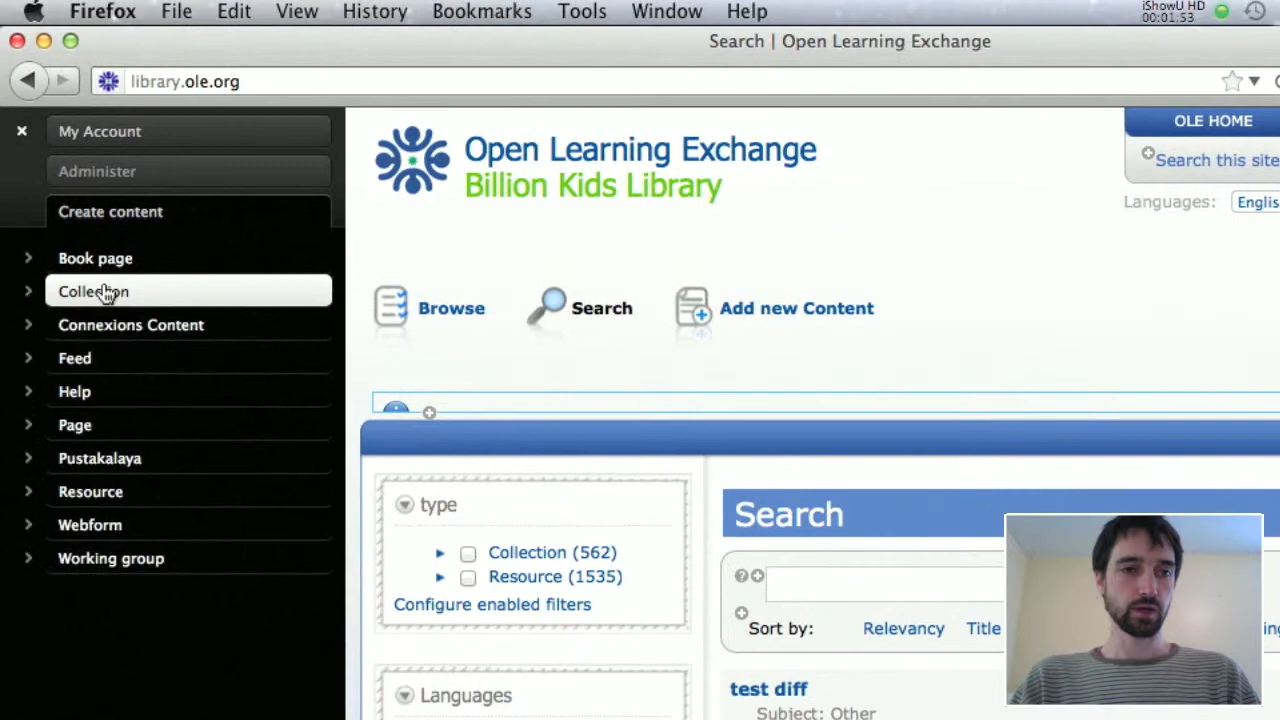 Firefox File Edit View History Bookmarks Tools Window Help
iShowU HD
00:01:53
Search | Open Learning Exchange
library.ole.org
My Account
Administer
Create content
Book page
Collection
Connexions Content
Feed
Help
Page
Pustakalaya
Resource
Webform
Working group
Open Learning Exchange
Billion Kids Library
OLE HOME
Search this site
Languages: Englis
Browse
Search
Add new Content
type
Collection (562)
Resource (1535)
Configure enabled filters
Languages
Search
Sort by: Relevancy Title
test diff
Subject: Other